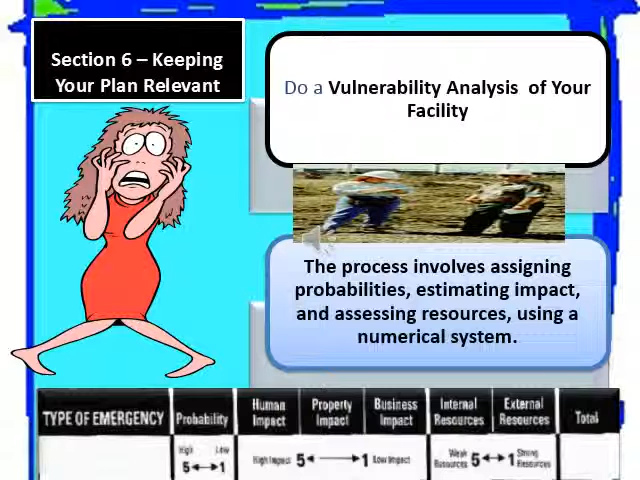 Section 6 – Keeping
Your Plan Relevant
Do a Vulnerability Analysis of Your
Facility
The process involves assigning
probabilities, estimating impact,
and assessing resources, using a
numerical system.
TYPE OF EMERGENCY
Probability
Human
Impact
Property
Impact
Business
Impact
Internal
Resources
External
Resources
Total
High Low
5 ↔ 1
High Impact 5 ↔ 1 Low Impact
Weak
Resources 5 ↔ 1 Strong
Resources